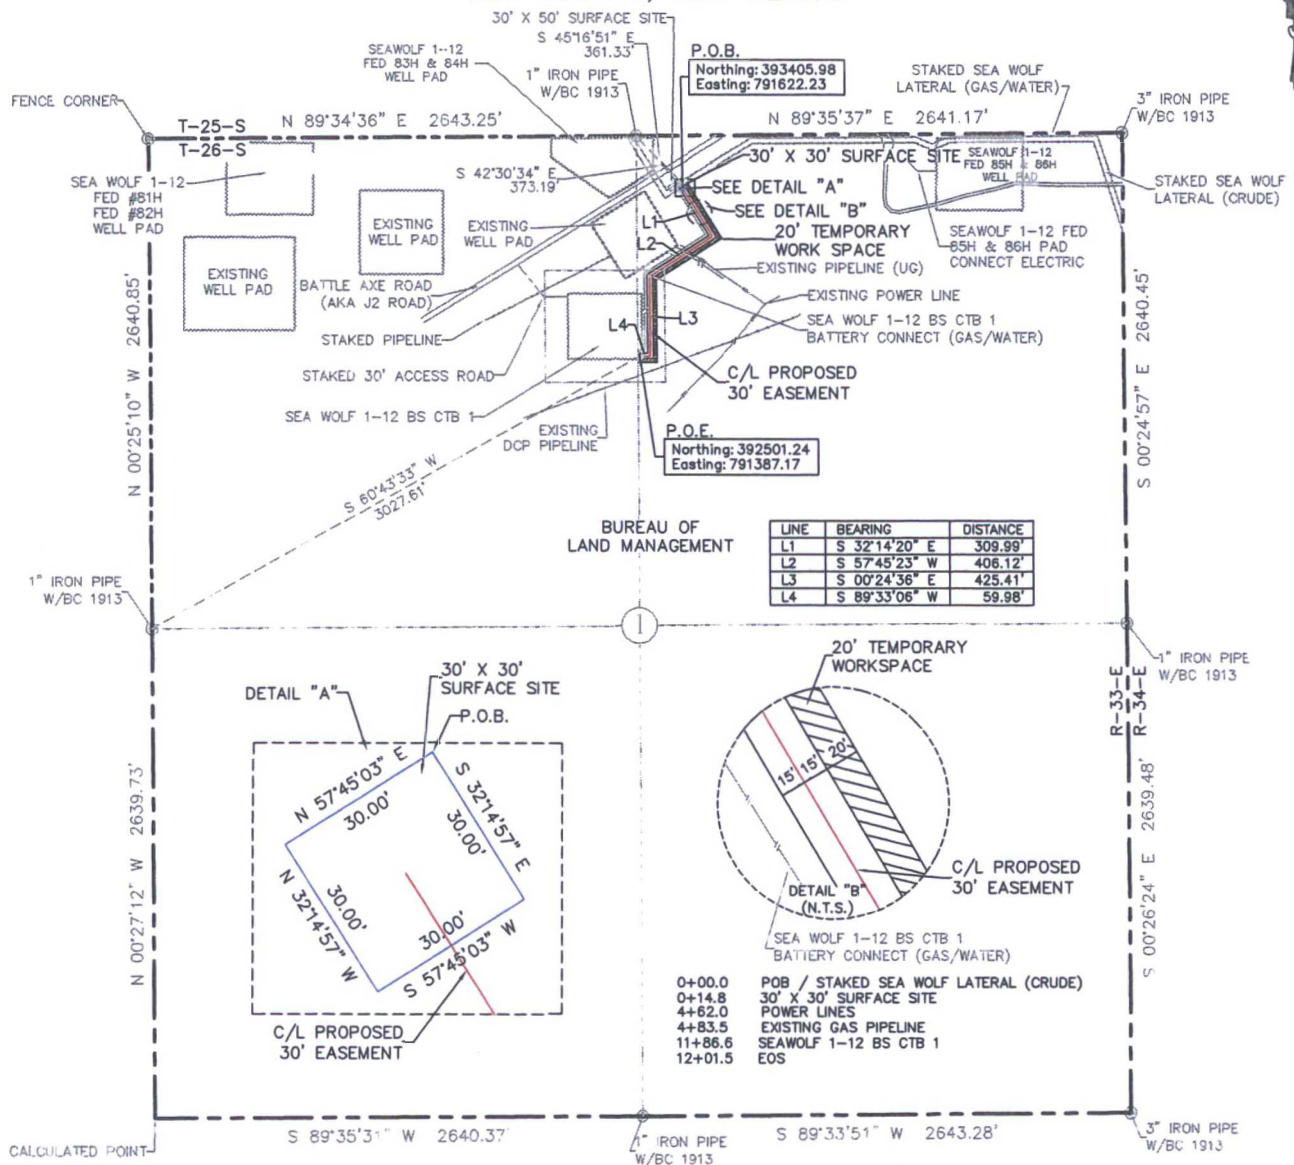 30' X 50' SURFACE SITE
S 45°16'51" E
361.33'
SEAWOLF 1-12
FED 83H & 84H
WELL PAD
1" IRON PIPE
W/BC 1913
P.O.B.
Northing: 393405.98
Easting: 791622.23
STAKED SEA WOLF
LATERAL (GAS/WATER)
3" IRON PIPE
W/BC 1913
FENCE CORNER
T-25-S
T-26-S
N 89°34'36" E 2643.25'
N 89°35'37" E 2641.17'
SEA WOLF 1-12
FED #81H
FED #82H
WELL PAD
S 42°30'34" E
373.19'
30' X 30' SURFACE SITE
SEAWOLF 1-12
FED 85H & 86H
WELL PAD
SEE DETAIL "A"
STAKED SEA WOLF
LATERAL (CRUDE)
EXISTING
WELL PAD
EXISTING
WELL PAD
EXISTING
WELL PAD
L1
L2
SEE DETAIL "B"
20' TEMPORARY
WORK SPACE
SEAWOLF 1-12 FED
85H & 86H PAD
CONNECT ELECTRIC
BATTLE AXE ROAD
(AKA J2 ROAD)
EXISTING PIPELINE (UG)
EXISTING POWER LINE
STAKED PIPELINE
L4
L3
SEA WOLF 1-12 BS CTB 1
BATTERY CONNECT (GAS/WATER)
STAKED 30' ACCESS ROAD
C/L PROPOSED
30' EASEMENT
SEA WOLF 1-12 BS CTB 1
EXISTING
DCP PIPELINE
P.O.E.
Northing: 392501.24
Easting: 791387.17
N 00°25'10" W 2640.85'
S 00°24'57" E 2640.45'
S 60°43'33" W
3027.61'
BUREAU OF
LAND MANAGEMENT
LINE BEARING DISTANCE
L1 S 32°14'20" E 309.99'
L2 S 57°45'23" W 406.12'
L3 S 00°24'36" E 425.41'
L4 S 89°33'06" W 59.98'
1" IRON PIPE
W/BC 1913
1
1" IRON PIPE
W/BC 1913
R-33-E
R-34-E
DETAIL "A"
30' X 30'
SURFACE SITE
P.O.B.
N 57°45'03" E
30.00'
S 32°14'57" E
30.00'
N 32°14'57" W
30.00'
S 57°45'03" W
30.00'
C/L PROPOSED
30' EASEMENT
20' TEMPORARY
WORKSPACE
15' 15' 20'
C/L PROPOSED
30' EASEMENT
DETAIL "B"
(N.T.S.)
SEA WOLF 1-12 BS CTB 1
BATTERY CONNECT (GAS/WATER)
N 00°27'12" W 2639.73'
S 00°26'24" E 2639.48'
0+00.0 POB / STAKED SEA WOLF LATERAL (CRUDE)
0+14.8 30' X 30' SURFACE SITE
4+62.0 POWER LINES
4+83.5 EXISTING GAS PIPELINE
11+86.6 SEAWOLF 1-12 BS CTB 1
12+01.5 EOS
CALCULATED POINT
S 89°35'31" W 2640.37'
1" IRON PIPE
W/BC 1913
S 89°33'51" W 2643.28'
3" IRON PIPE
W/BC 1913